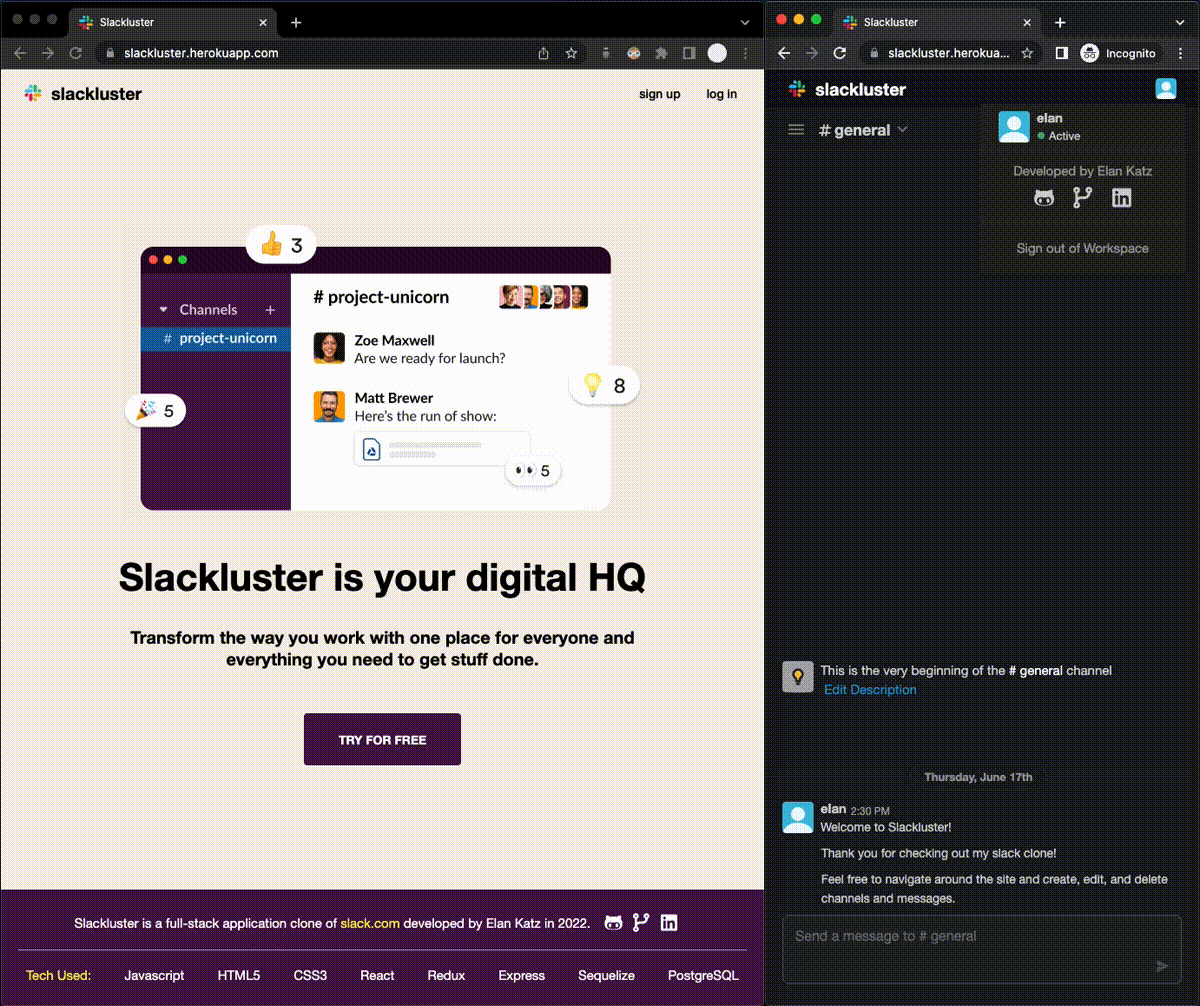 Slackluster
slackluster.herokuapp.com
slackluster
sign up
log in
👍 3
Channels +
# project-unicorn
# project-unicorn
Zoe Maxwell
Are we ready for launch?
💡 8
Matt Brewer
Here's the run of show:
🎉 5
👀 5
Slackluster is your digital HQ
Transform the way you work with one place for everyone and
everything you need to get stuff done.
TRY FOR FREE
Slackluster is a full-stack application clone of slack.com developed by Elan Katz in 2022.
Tech Used: Javascript HTML5 CSS3 React Redux Express Sequelize PostgreSQL
Slackluster
slackluster.herokua...
Incognito
slackluster
# general
elan
Active
Developed by Elan Katz
Sign out of Workspace
This is the very beginning of the # general channel
Edit Description
Thursday, June 17th
elan 2:30 PM
Welcome to Slackluster!
Thank you for checking out my slack clone!
Feel free to navigate around the site and create, edit, and delete
channels and messages.
Send a message to # general